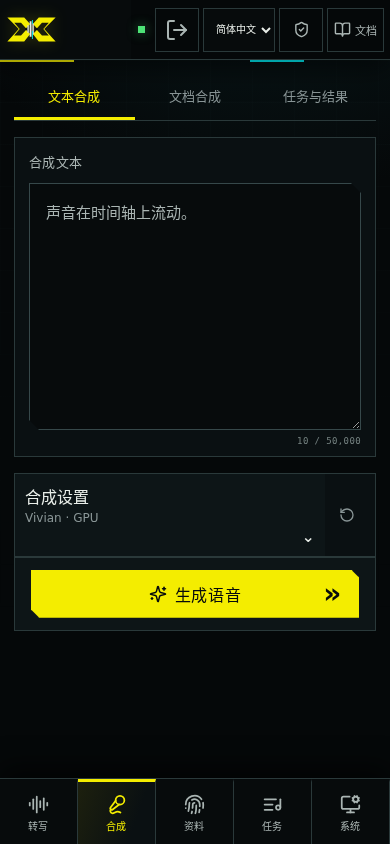 简体中文
文档
文本合成
文档合成
任务与结果
合成文本
声音在时间轴上流动。
10 / 50,000
合成设置
Vivian · GPU
生成语音
转写
合成
资料
任务
系统